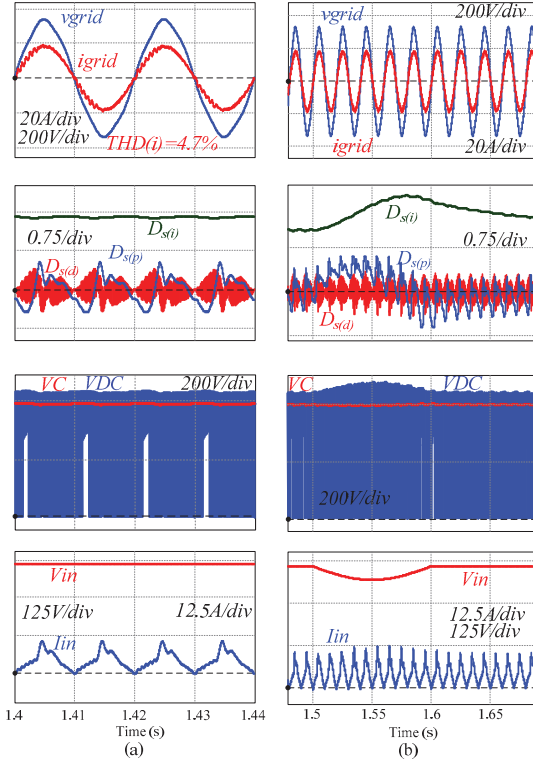 vgrid
igrid
20A/div
200V/div
THD(i)=4.7%
200V/div
vgrid
igrid
20A/div
Ds(i)
0.75/div
Ds(d)
Ds(p)
Ds(i)
0.75/div
Ds(p)
Ds(d)
VC VDC 200V/div
VC VDC
200V/div
Vin
125V/div 12.5A/div
Iin
1.4 1.41 1.42 1.43 1.44
Time (s)
(a)
Vin
12.5A/div
125V/div
Iin
1.5 1.55 1.6 1.65
Time (s)
(b)